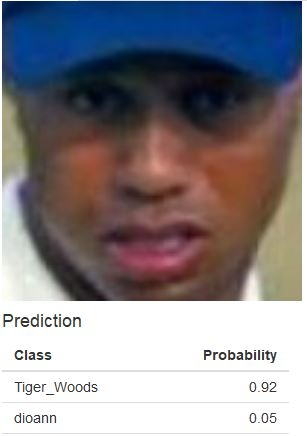 Prediction
Class Probability
Tiger_Woods 0.92
dioann 0.05